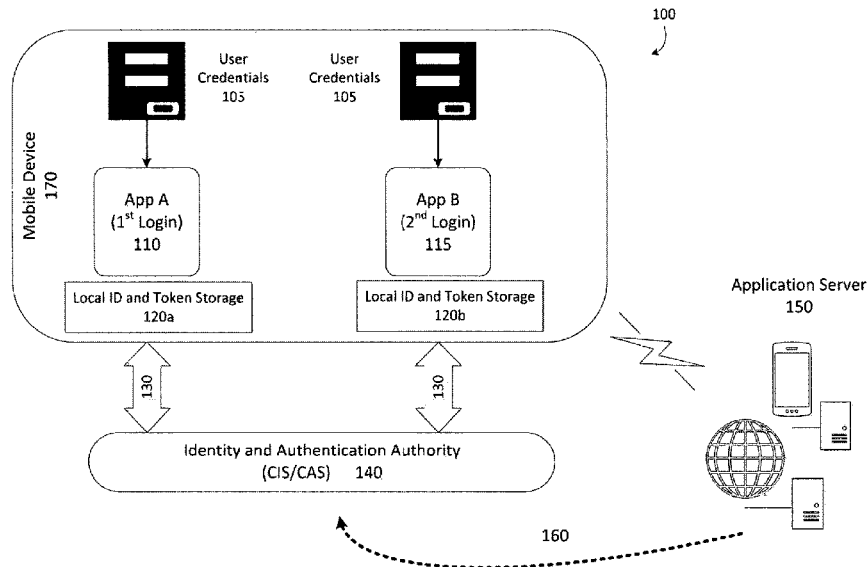 100
User
Credentials
105
User
Credentials
105
Mobile Device
170
App A
(1st Login)
110
App B
(2nd Login)
115
Local ID and Token Storage
120a
Local ID and Token Storage
120b
Application Server
150
130
130
Identity and Authentication Authority
(CIS/CAS) 140
160